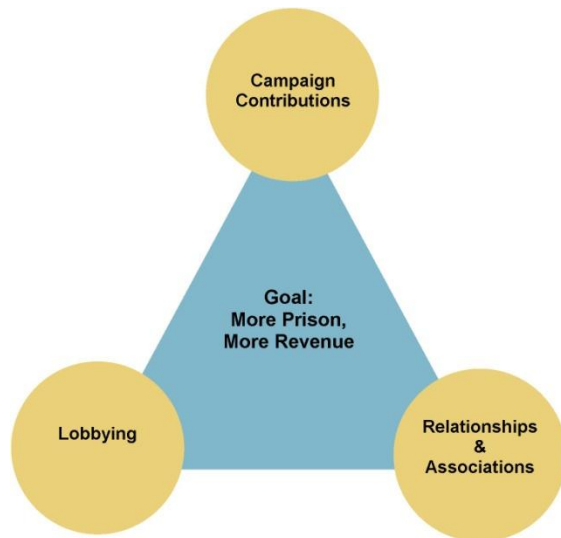 Campaign
Contributions
Goal:
More Prison,
More Revenue
Lobbying
Relationships
&
Associations